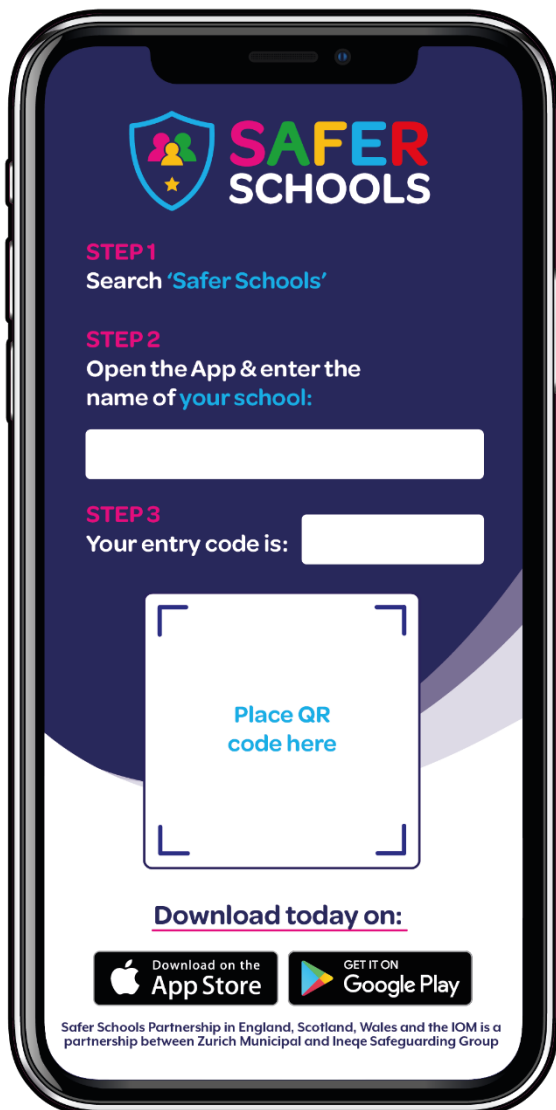 SAFER
SCHOOLS
STEP 1
Search ‘Safer Schools’
STEP 2
Open the App & enter the
name of your school:
STEP 3
Your entry code is:
Place QR
code here
Download today on:
Download on the
App Store
GET IT ON
Google Play
Safer Schools Partnership in England, Scotland, Wales and the IOM is a
partnership between Zurich Municipal and Ineqe Safeguarding Group